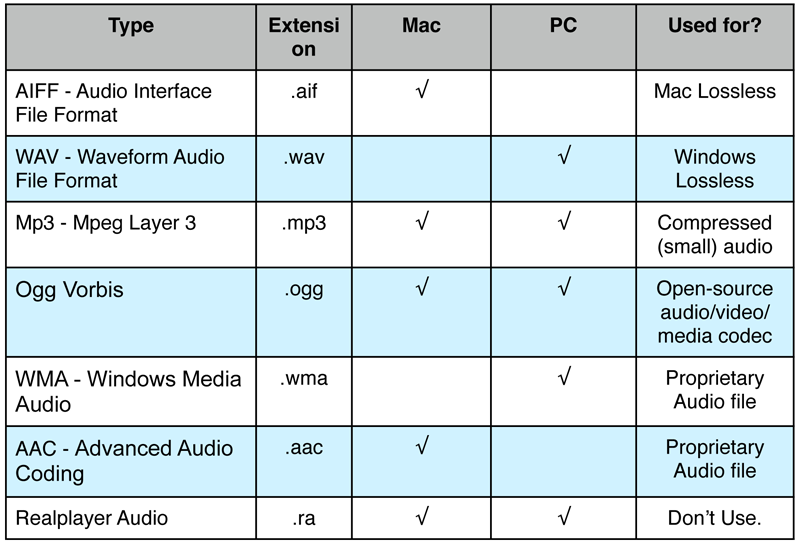 Type Extensi Mac PC Used for?
on
AIFF - Audio Interface .aif √ Mac Lossless
File Format
WAV - Waveform Audio .wav √ Windows
File Format Lossless
Mp3 - Mpeg Layer 3 .mp3 √ √ Compressed
(small) audio
Ogg Vorbis .ogg √ √ Open-source
audio/video/
media codec
WMA - Windows Media .wma √ Proprietary
Audio Audio file
AAC - Advanced Audio .aac √ Proprietary
Coding Audio file
Realplayer Audio .ra √ √ Don't Use.